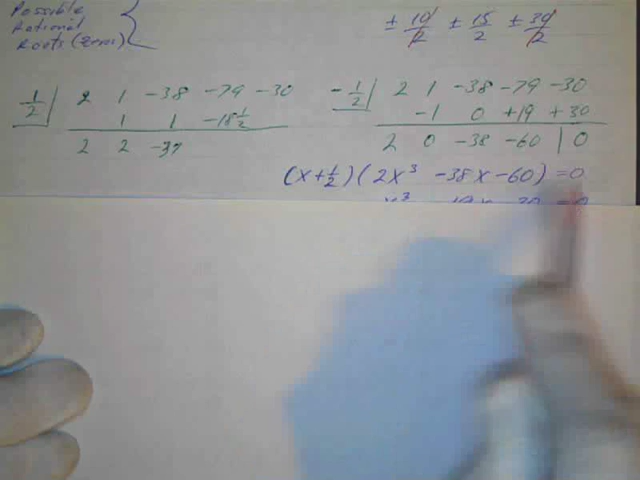 Possible
Rational
Roots (Zeros)
± 10/2 ± 15/2 ± 30/2
1/2 | 2 1 -38 -79 -30
1 1 -18 1/2
2 2 -37
-1/2 | 2 1 -38 -79 -30
-1 0 +19 +30
2 0 -38 -60 | 0
(x+1/2)(2x³ -38x -60) =0